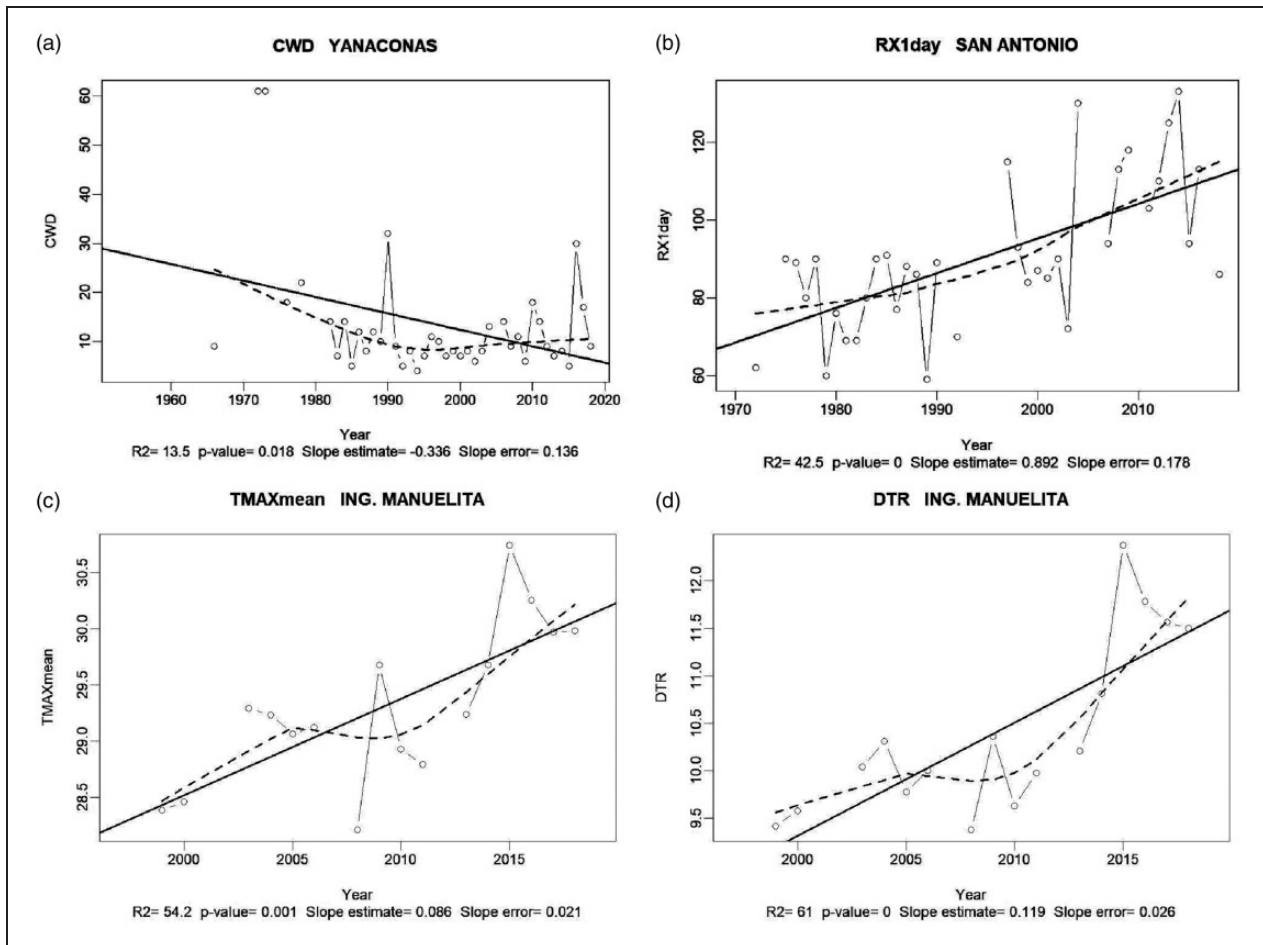 (a)
CWD YANACONAS
CWD
60
50
40
30
20
10
1960 1970 1980 1990 2000 2010 2020
Year
R2= 13.5 p-value= 0.018 Slope estimate= -0.336 Slope error= 0.136
(b)
RX1day SAN ANTONIO
RX1day
120
100
80
60
1970 1980 1990 2000 2010
Year
R2= 42.5 p-value= 0 Slope estimate= 0.892 Slope error= 0.178
(c)
TMAXmean ING. MANUELITA
TMAXmean
30.5
30.0
29.5
29.0
28.5
2000 2005 2010 2015
Year
R2= 54.2 p-value= 0.001 Slope estimate= 0.086 Slope error= 0.021
(d)
DTR ING. MANUELITA
DTR
12.0
11.5
11.0
10.5
10.0
9.5
2000 2005 2010 2015
Year
R2= 61 p-value= 0 Slope estimate= 0.119 Slope error= 0.026